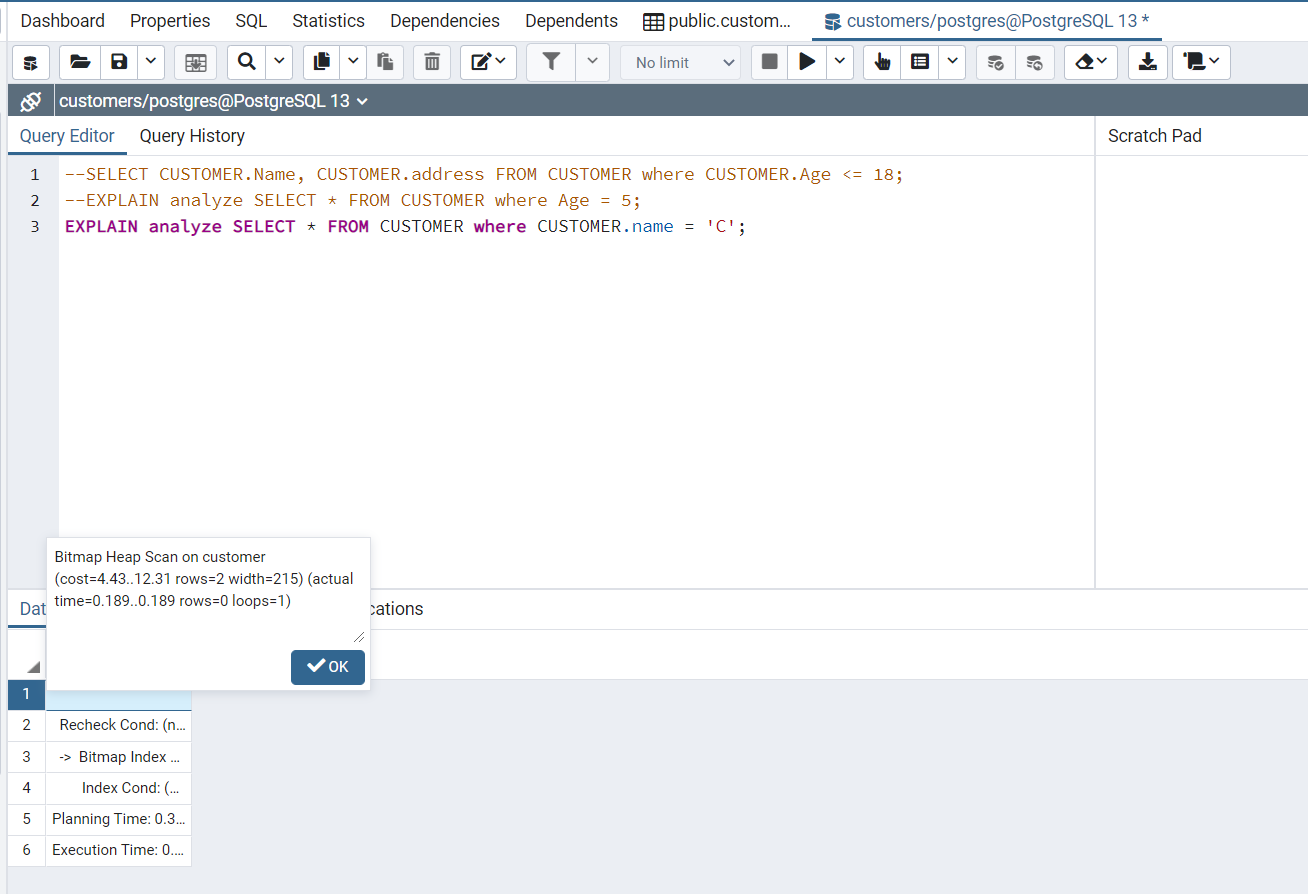 Dashboard Properties SQL Statistics Dependencies Dependents public.custom... customers/postgres@PostgreSQL 13 *
No limit
customers/postgres@PostgreSQL 13
Query Editor Query History Scratch Pad
1 --SELECT CUSTOMER.Name, CUSTOMER.address FROM CUSTOMER where CUSTOMER.Age <= 18;
2 --EXPLAIN analyze SELECT * FROM CUSTOMER where Age = 5;
3 EXPLAIN analyze SELECT * FROM CUSTOMER where CUSTOMER.name = 'C';
Bitmap Heap Scan on customer
(cost=4.43..12.31 rows=2 width=215) (actual
time=0.189..0.189 rows=0 loops=1)
Dat cations
OK
1
2 Recheck Cond: (n...
3 -> Bitmap Index ...
4 Index Cond: (...
5 Planning Time: 0.3...
6 Execution Time: 0....